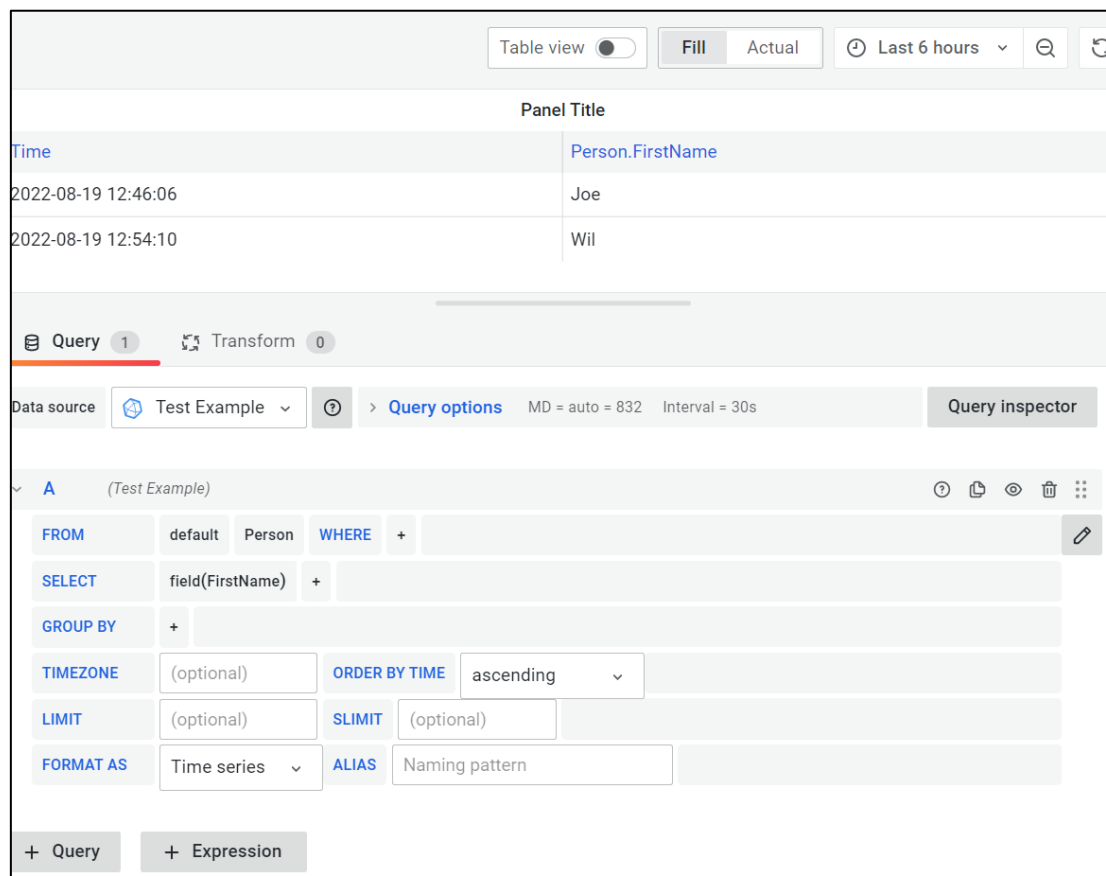 Table view Fill Actual Last 6 hours
Panel Title
Time Person.FirstName
2022-08-19 12:46:06 Joe
2022-08-19 12:54:10 Wil
Query 1 Transform 0
Data source Test Example Query options MD = auto = 832 Interval = 30s Query inspector
A (Test Example)
FROM default Person WHERE +
SELECT field(FirstName) +
GROUP BY +
TIMEZONE (optional) ORDER BY TIME ascending
LIMIT (optional) SLIMIT (optional)
FORMAT AS Time series ALIAS Naming pattern
+ Query + Expression